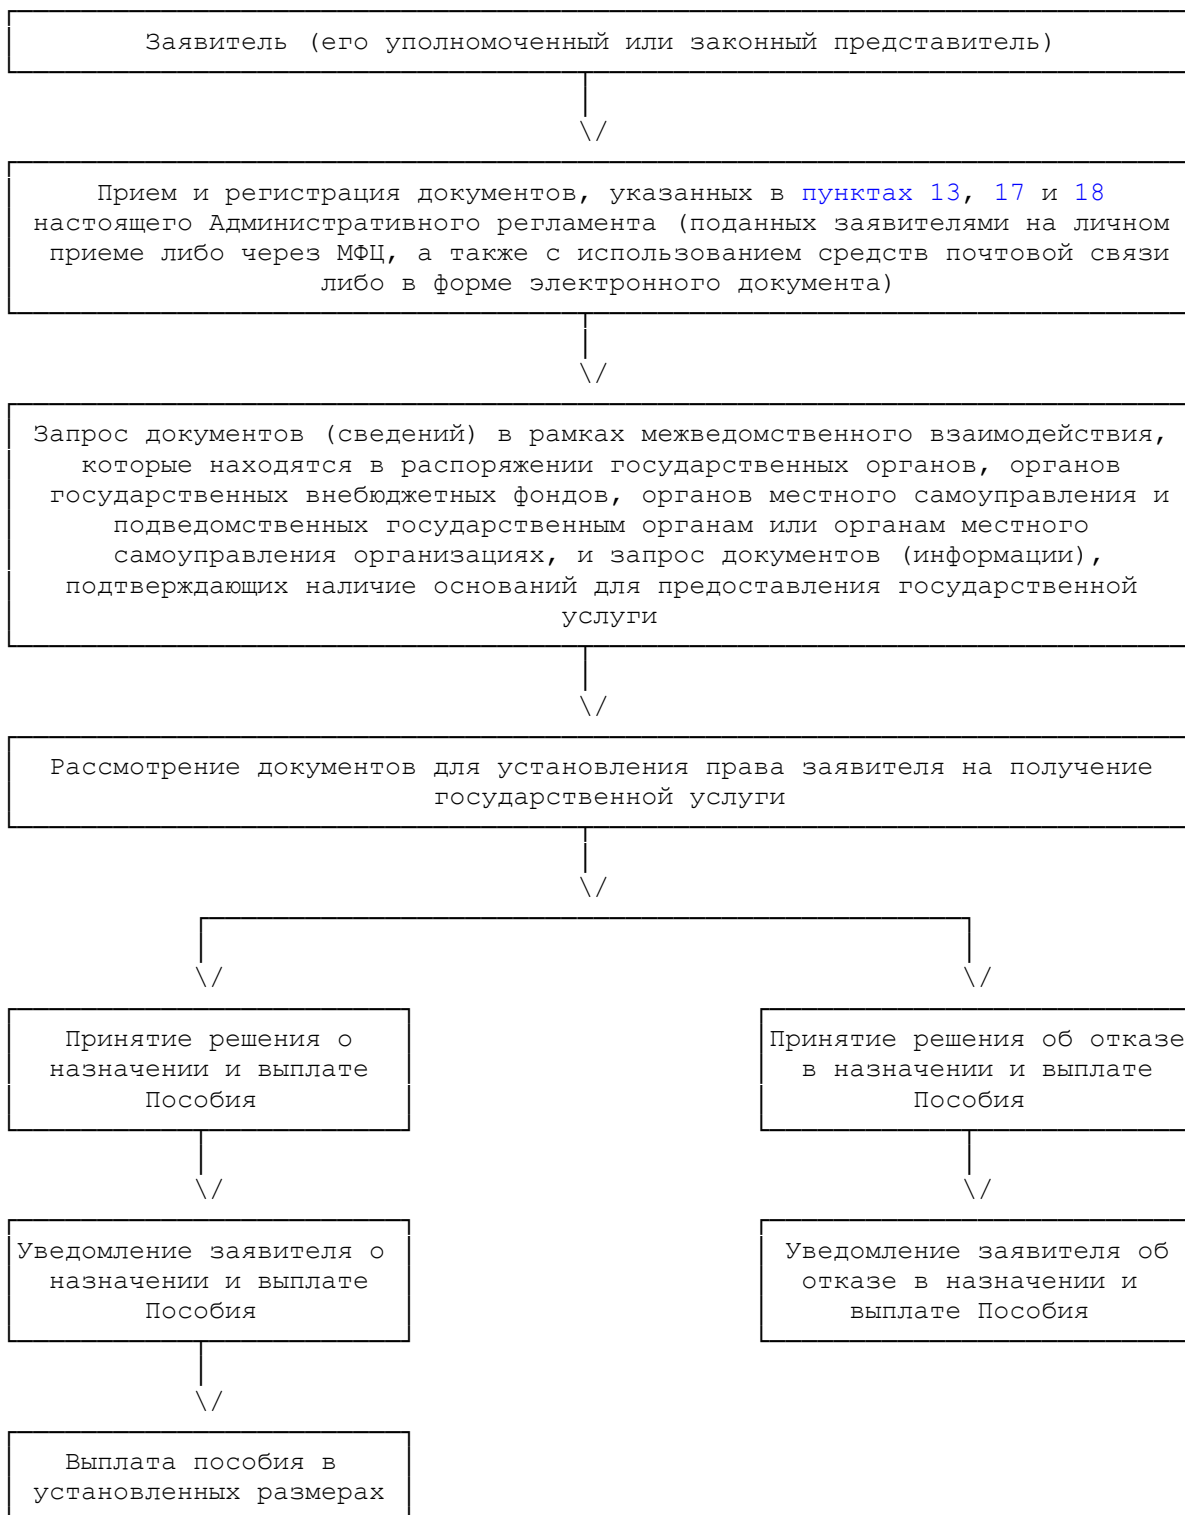 Заявитель (его уполномоченный или законный представитель)
\/
Прием и регистрация документов, указанных в пунктах 13, 17 и 18
настоящего Административного регламента (поданных заявителями на личном
приеме либо через МФЦ, а также с использованием средств почтовой связи
либо в форме электронного документа)
\/
Запрос документов (сведений) в рамках межведомственного взаимодействия,
которые находятся в распоряжении государственных органов, органов
государственных внебюджетных фондов, органов местного самоуправления и
подведомственных государственным органам или органам местного
самоуправления организациях, и запрос документов (информации),
подтверждающих наличие оснований для предоставления государственной
услуги
\/
Рассмотрение документов для установления права заявителя на получение
государственной услуги
\/
\/ \/
Принятие решения о
назначении и выплате
Пособия
Принятие решения об отказе
в назначении и выплате
Пособия
\/ \/
Уведомление заявителя о
назначении и выплате
Пособия
Уведомление заявителя об
отказе в назначении и
выплате Пособия
\/
Выплата пособия в
установленных размерах